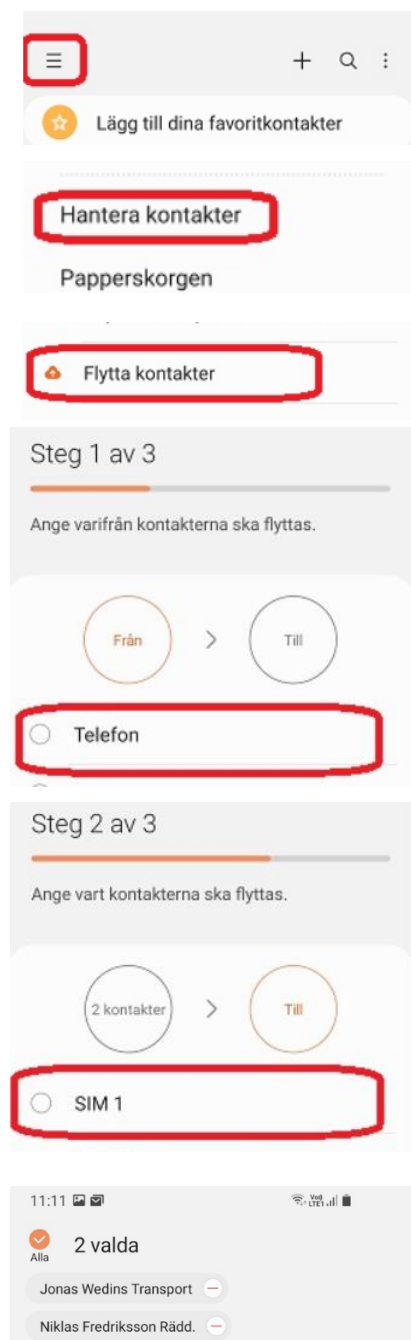 Lägg till dina favoritkontakter
Hantera kontakter
Papperskorgen
Flytta kontakter
Steg 1 av 3
Ange varifrån kontakterna ska flyttas.
Från > Till
Telefon
Steg 2 av 3
Ange vart kontakterna ska flyttas.
2 kontakter > Till
SIM 1
11:11 Vo) LTE1
Alla 2 valda
Jonas Wedins Transport
Niklas Fredriksson Rädd.